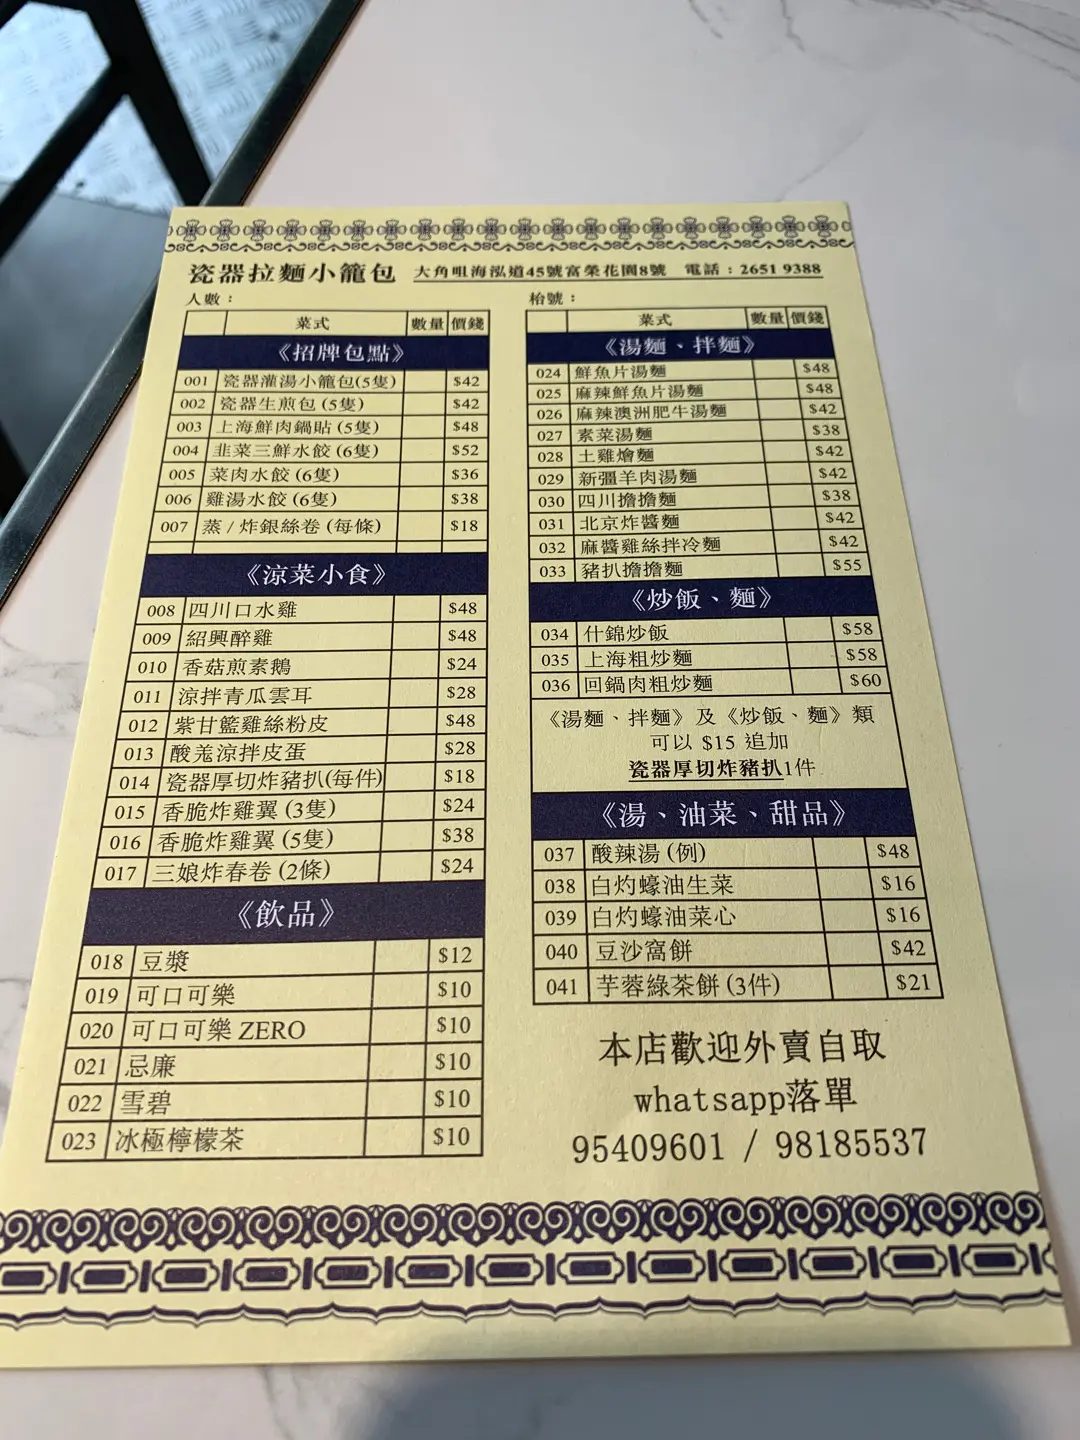 瓷器拉麵小籠包 大角咀海泓道45號富榮花園8號 電話：2651 9388
人數：
菜式 數量 價錢
《招牌包點》
001 瓷器灌湯小籠包(5隻) $42
002 瓷器生煎包 (5隻) $42
003 上海鮮肉鍋貼 (5隻) $48
004 韭菜三鮮水餃 (6隻) $52
005 菜肉水餃 (6隻) $36
006 雞湯水餃 (6隻) $38
007 蒸 / 炸銀絲卷 (每條) $18
《涼菜小食》
008 四川口水雞 $48
009 紹興醉雞 $48
010 香菇煎素鵝 $24
011 涼拌青瓜雲耳 $28
012 紫甘籃雞絲粉皮 $48
013 酸羗涼拌皮蛋 $28
014 瓷器厚切炸豬扒(每件) $18
015 香脆炸雞翼 (3隻) $24
016 香脆炸雞翼 (5隻) $38
017 三娘炸春卷 (2條) $24
《飲品》
018 豆漿 $12
019 可口可樂 $10
020 可口可樂 ZERO $10
021 忌廉 $10
022 雪碧 $10
023 冰極檸檬茶 $10
枱號：
菜式 數量 價錢
《湯麵、拌麵》
024 鮮魚片湯麵 $48
025 麻辣鮮魚片湯麵 $48
026 麻辣澳洲肥牛湯麵 $42
027 素菜湯麵 $38
028 土雞燴麵 $42
029 新彊羊肉湯麵 $42
030 四川擔擔麵 $38
031 北京炸醬麵 $42
032 麻醬雞絲拌冷麵 $42
033 豬扒擔擔麵 $55
《炒飯、麵》
034 什錦炒飯 $58
035 上海粗炒麵 $58
036 回鍋肉粗炒麵 $60
《湯麵、拌麵》及《炒飯、麵》類
可以 $15 追加
瓷器厚切炸豬扒1件
《湯、油菜、甜品》
037 酸辣湯 (例) $48
038 白灼蠔油生菜 $16
039 白灼蠔油菜心 $16
040 豆沙窩餅 $42
041 芋蓉綠茶餅 (3件) $21
本店歡迎外賣自取
whatsapp落單
95409601 / 98185537